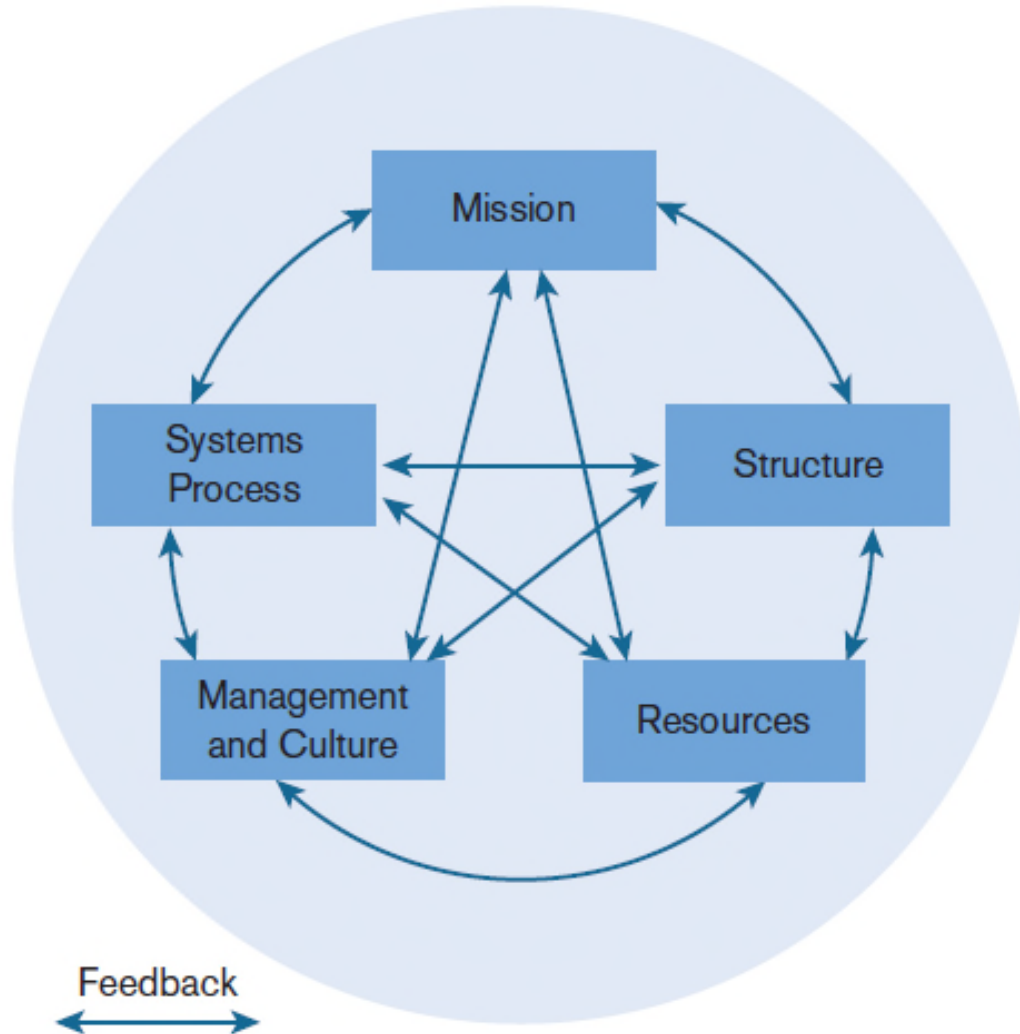 Mission
Systems
Process
Structure
Management
and Culture
Resources
Feedback